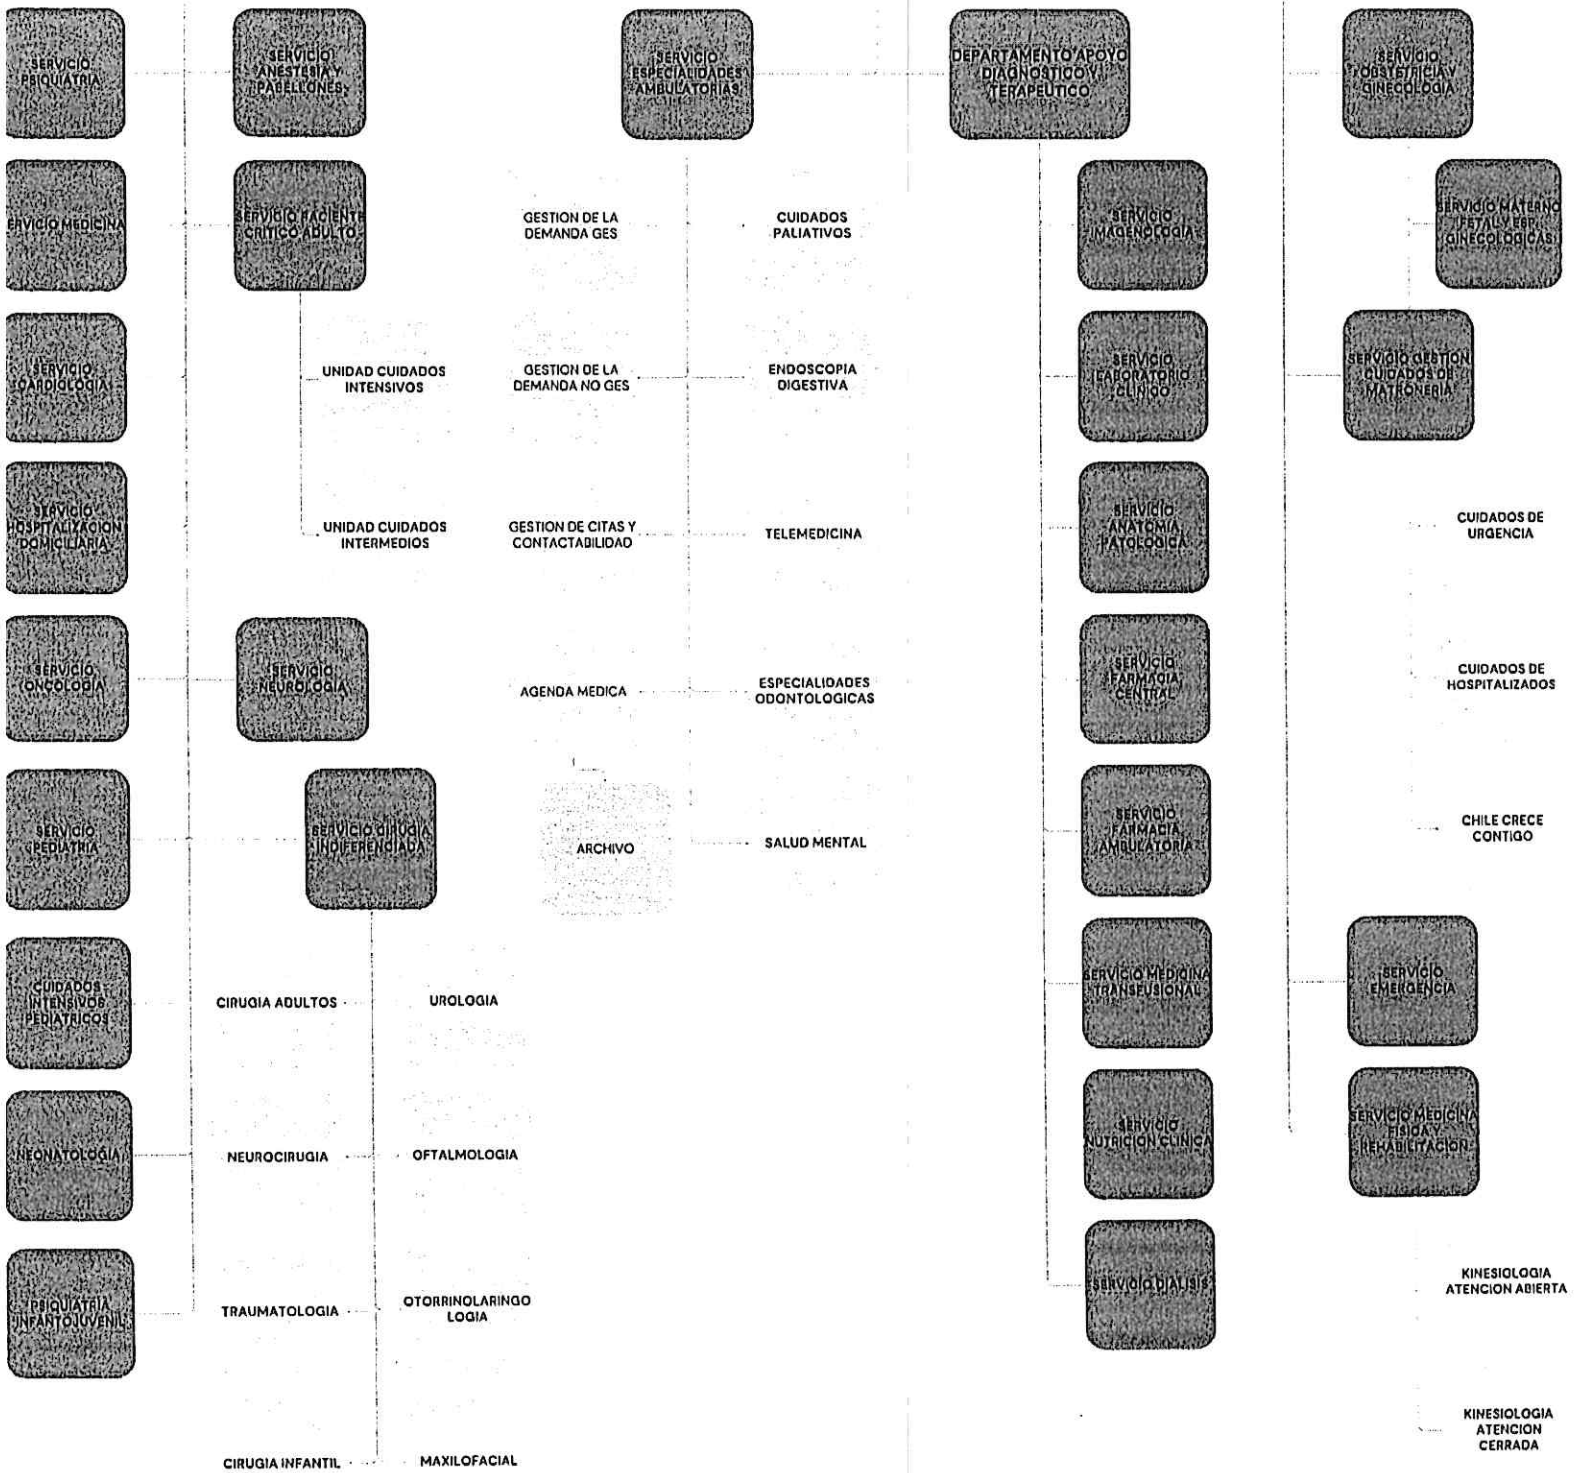 SERVICIO
PSIQUIATRIA
SERVICIO
ANESTESIA Y
PABELLONES
SERVICIO
ESPECIALIDADES
AMBULATORIAS
DEPARTAMENTO APOYO
DIAGNOSTICO Y
TERAPEUTICO
SERVICIO
OBSTETRICIA Y
GINECOLOGIA
ERVICIO MEDICINA
SERVICIO PACIENTE
CRITICO ADULTO
GESTION DE LA
DEMANDA GES
CUIDADOS
PALIATIVOS
SERVICIO
IMAGENOLOGIA
SERVICIO MATERNO
FETAL Y ESP.
GINECOLOGICAS
SERVICIO
CARDIOLOGIA
UNIDAD CUIDADOS
INTENSIVOS
GESTION DE LA
DEMANDA NO GES
ENDOSCOPIA
DIGESTIVA
SERVICIO
LABORATORIO
CLINICO
SERVICIO GESTION
CUIDADOS DE
MATRONERIA
SERVICIO
HOSPITALIZACION
DOMICILIARIA
UNIDAD CUIDADOS
INTERMEDIOS
GESTION DE CITAS Y
CONTACTABILIDAD
TELEMEDICINA
SERVICIO
ANATOMIA
PATOLOGICA
CUIDADOS DE
URGENCIA
SERVICIO
ONCOLOGIA
SERVICIO
NEUROLOGIA
AGENDA MEDICA
ESPECIALIDADES
ODONTOLOGICAS
SERVICIO
FARMACIA
CENTRAL
CUIDADOS DE
HOSPITALIZADOS
SERVICIO
PEDIATRIA
SERVICIO CIRUGIA
INDIFERENCIADA
ARCHIVO
SALUD MENTAL
SERVICIO
FARMACIA
AMBULATORIA
CHILE CRECE
CONTIGO
CUIDADOS
INTENSIVOS
PEDIATRICOS
CIRUGIA ADULTOS
UROLOGIA
SERVICIO MEDICINA
TRANSFUSIONAL
SERVICIO
EMERGENCIA
NEONATOLOGIA
NEUROCIRUGIA
OFTALMOLOGIA
SERVICIO
NUTRICION CLINICA
SERVICIO MEDICINA
FISICA Y
REHABILITACION
PSIQUIATRIA
INFANTOJUVENIL
TRAUMATOLOGIA
OTORRINOLARINGO
LOGIA
SERVICIO DIALISIS
KINESIOLOGIA
ATENCION ABIERTA
CIRUGIA INFANTIL
MAXILOFACIAL
KINESIOLOGIA
ATENCION
CERRADA